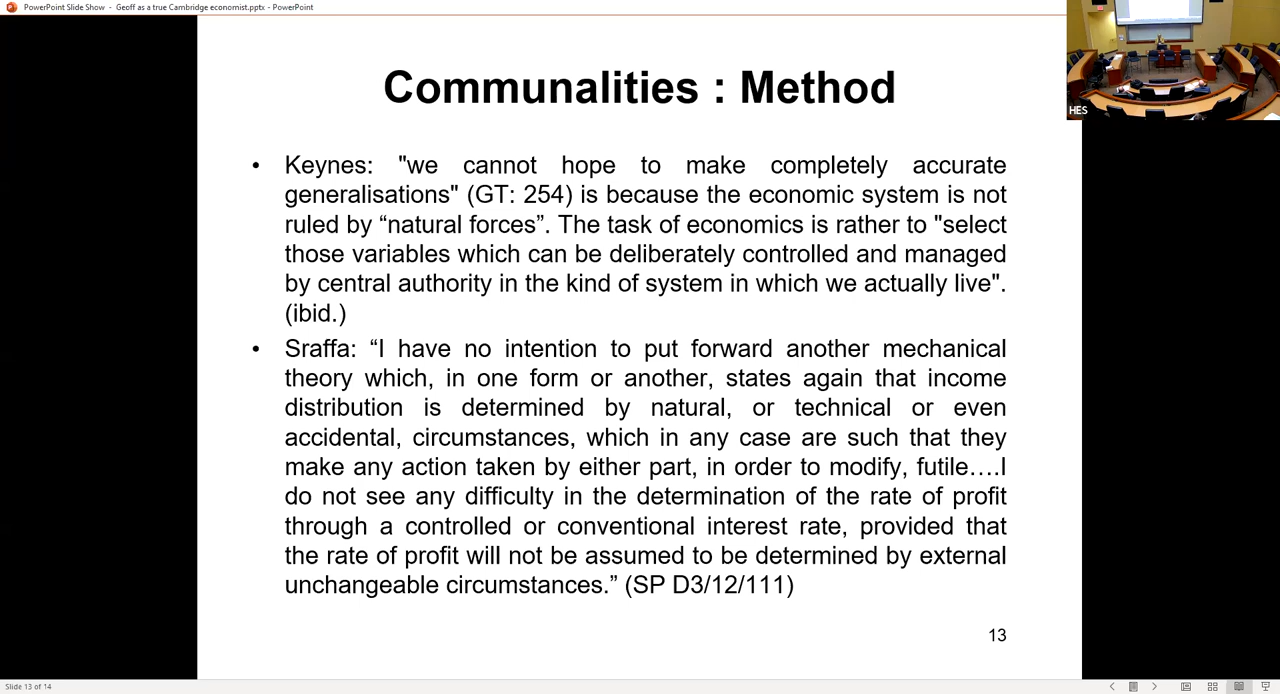 PowerPoint Slide Show - Geoff as a true Cambridge economist.pptx - PowerPoint
HES
Communalities : Method
• Keynes: "we cannot hope to make completely accurate
generalisations" (GT: 254) is because the economic system is not
ruled by “natural forces”. The task of economics is rather to "select
those variables which can be deliberately controlled and managed
by central authority in the kind of system in which we actually live".
(ibid.)
• Sraffa: “I have no intention to put forward another mechanical
theory which, in one form or another, states again that income
distribution is determined by natural, or technical or even
accidental, circumstances, which in any case are such that they
make any action taken by either part, in order to modify, futile….I
do not see any difficulty in the determination of the rate of profit
through a controlled or conventional interest rate, provided that
the rate of profit will not be assumed to be determined by external
unchangeable circumstances.” (SP D3/12/111)
13
Slide 13 of 14